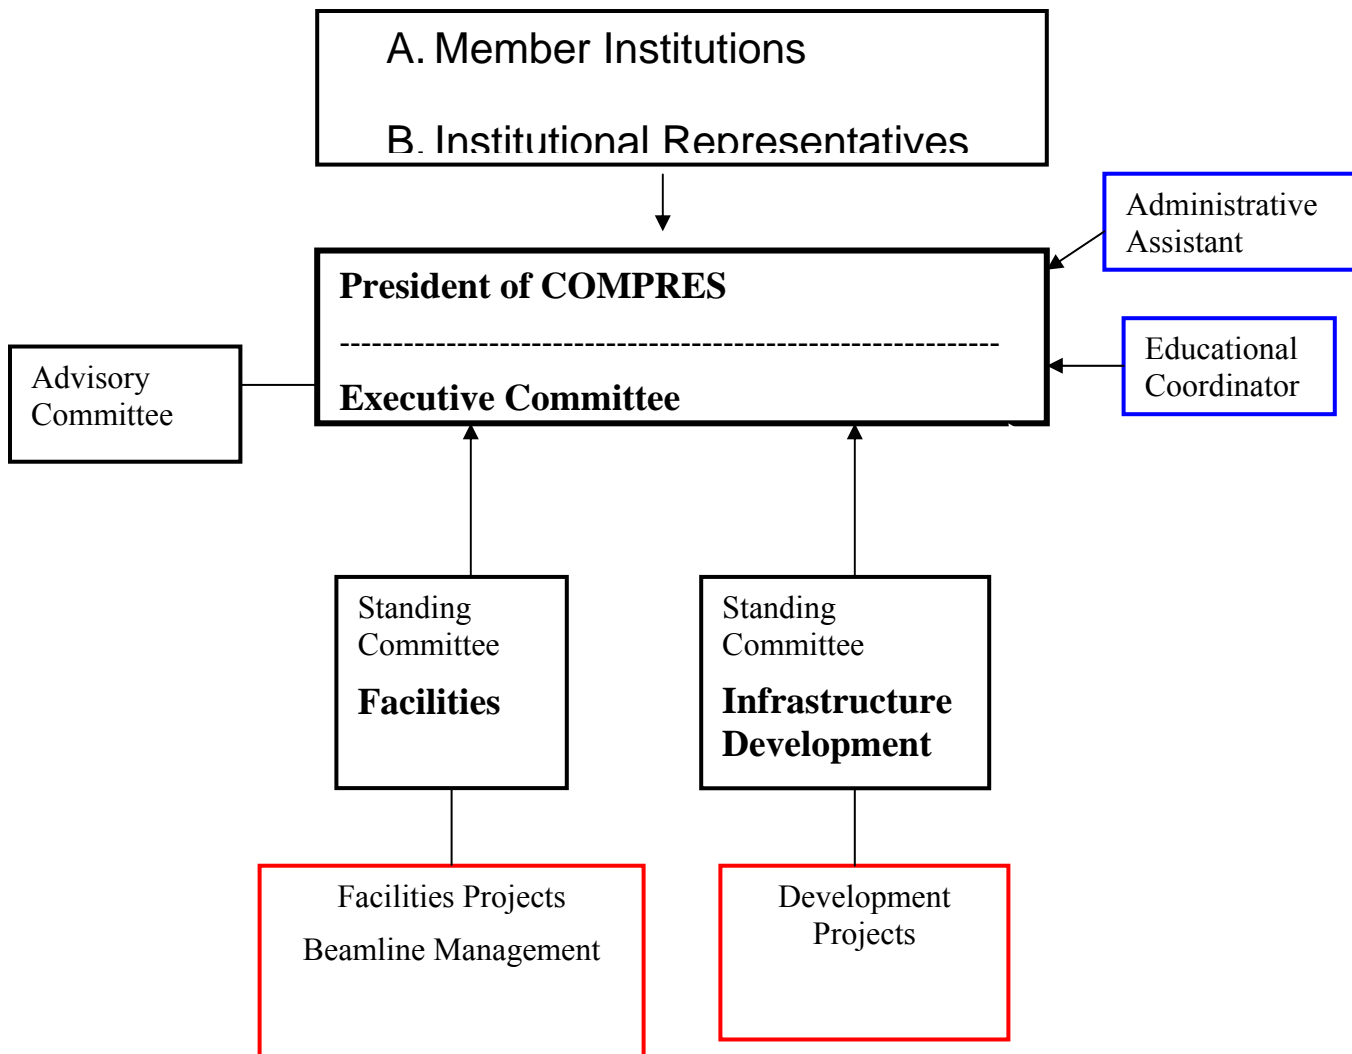 A. Member Institutions
B. Institutional Representatives
Administrative
Assistant
President of COMPRES
--------------------------------------------------------------
Executive Committee
Educational
Coordinator
Advisory
Committee
Standing
Committee
Facilities
Standing
Committee
Infrastructure
Development
Facilities Projects
Beamline Management
Development
Projects